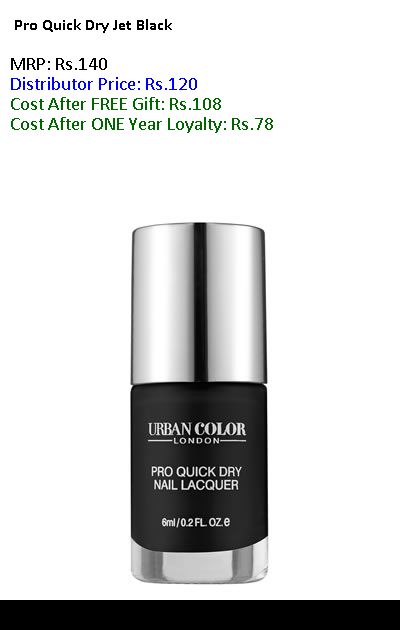 Pro Quick Dry Jet Black
MRP: Rs.140
Distributor Price: Rs.120
Cost After FREE Gift: Rs.108
Cost After ONE Year Loyalty: Rs.78
URBAN COLOR
LONDON
PRO QUICK DRY
NAIL LACQUER
6ml/0.2 FL. OZ.e